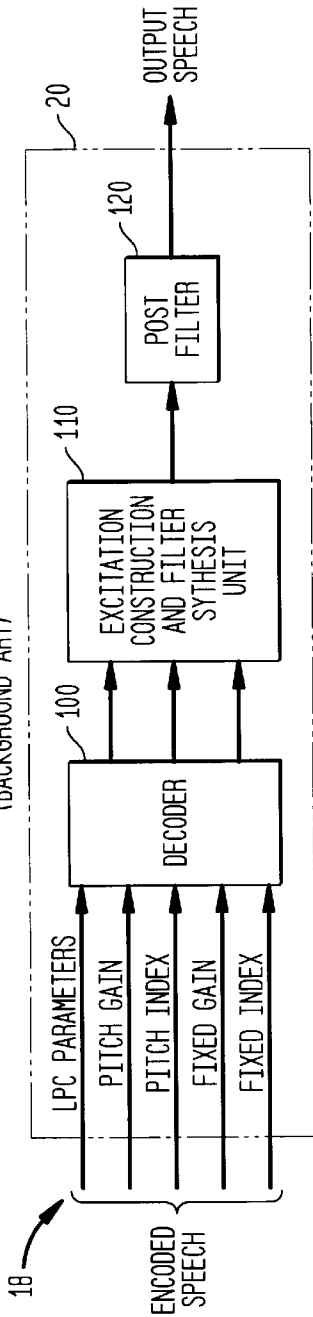 (BACKGROUND ART)
18
ENCODED
SPEECH
LPC PARAMETERS
PITCH GAIN
PITCH INDEX
FIXED GAIN
FIXED INDEX
100
DECODER
110
EXCITATION
CONSTRUCTION
AND FILTER
SYTHESIS
UNIT
120
POST
FILTER
20
OUTPUT
SPEECH